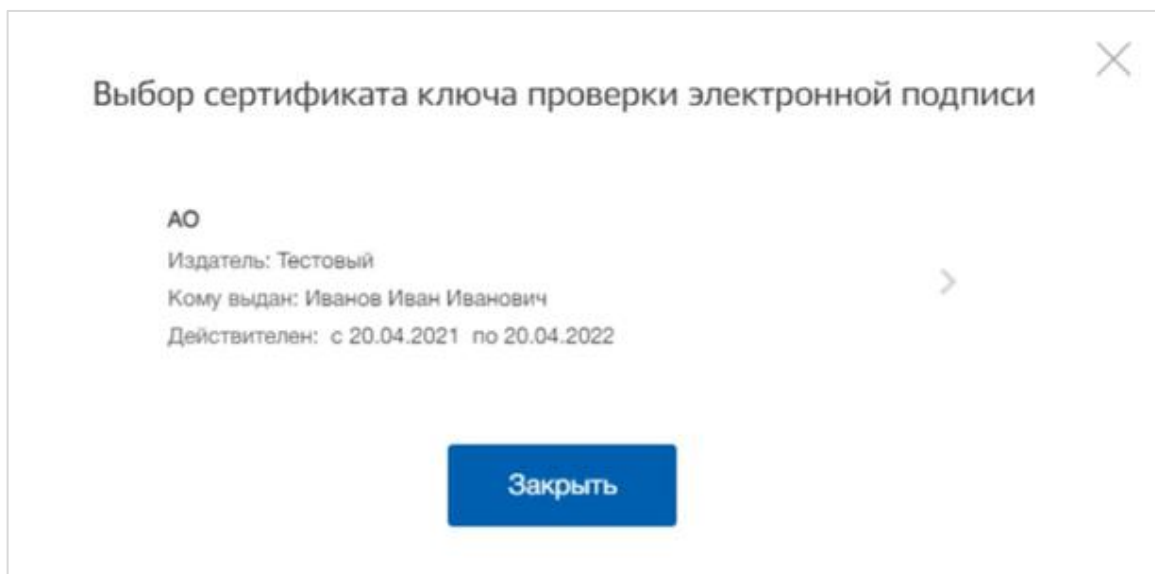 Выбор сертификата ключа проверки электронной подписи
АО
Издатель: Тестовый
Кому выдан: Иванов Иван Иванович
Действителен: с 20.04.2021 по 20.04.2022
Закрыть